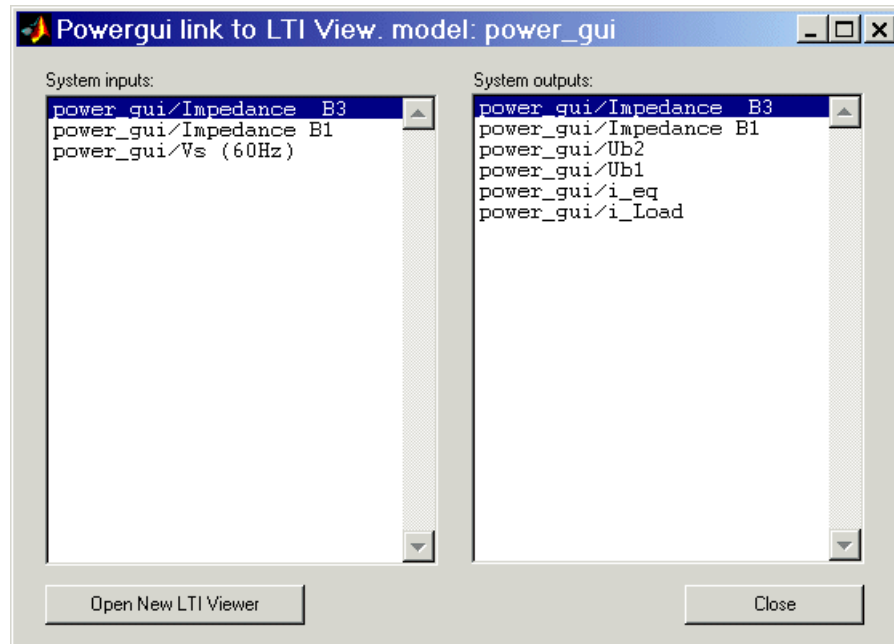 Powergui link to LTI View. model: power_gui
System inputs:
power_gui/Impedance  B3
power_gui/Impedance B1
power_gui/Vs (60Hz)
System outputs:
power_gui/Impedance  B3
power_gui/Impedance B1
power_gui/Ub2
power_gui/Ub1
power_gui/i_eq
power_gui/i_Load
Open New LTI Viewer
Close